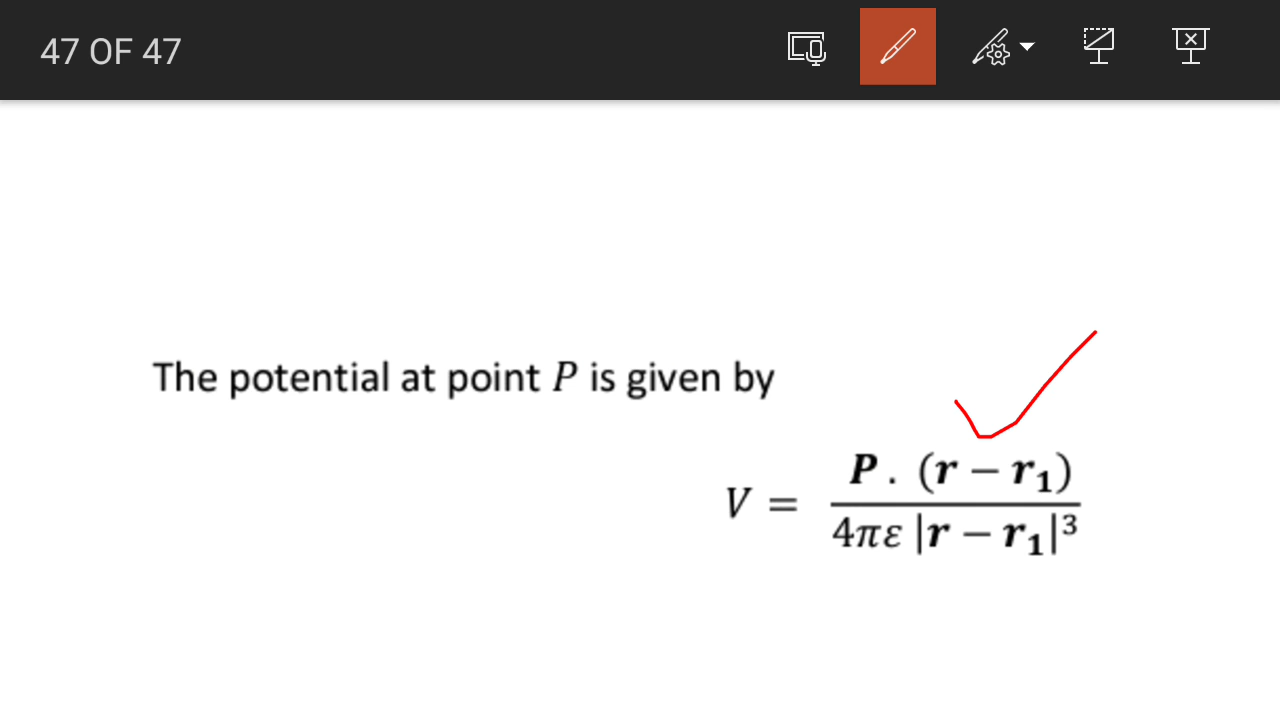 47 OF 47
The potential at point P is given by
V = P . (r − r₁) / 4πε |r − r₁|³